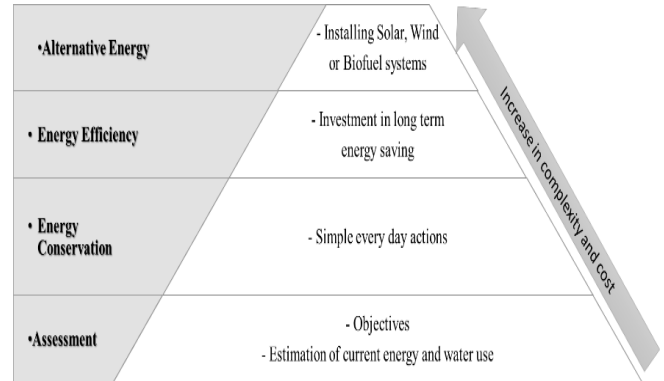 •Alternative Energy
- Installing Solar, Wind
or Biofuel systems
• Energy Efficiency
- Investment in long term
energy saving
• Energy
Conservation
- Simple every day actions
•Assessment
- Objectives
- Estimation of current energy and water use
Increase in complexity and cost